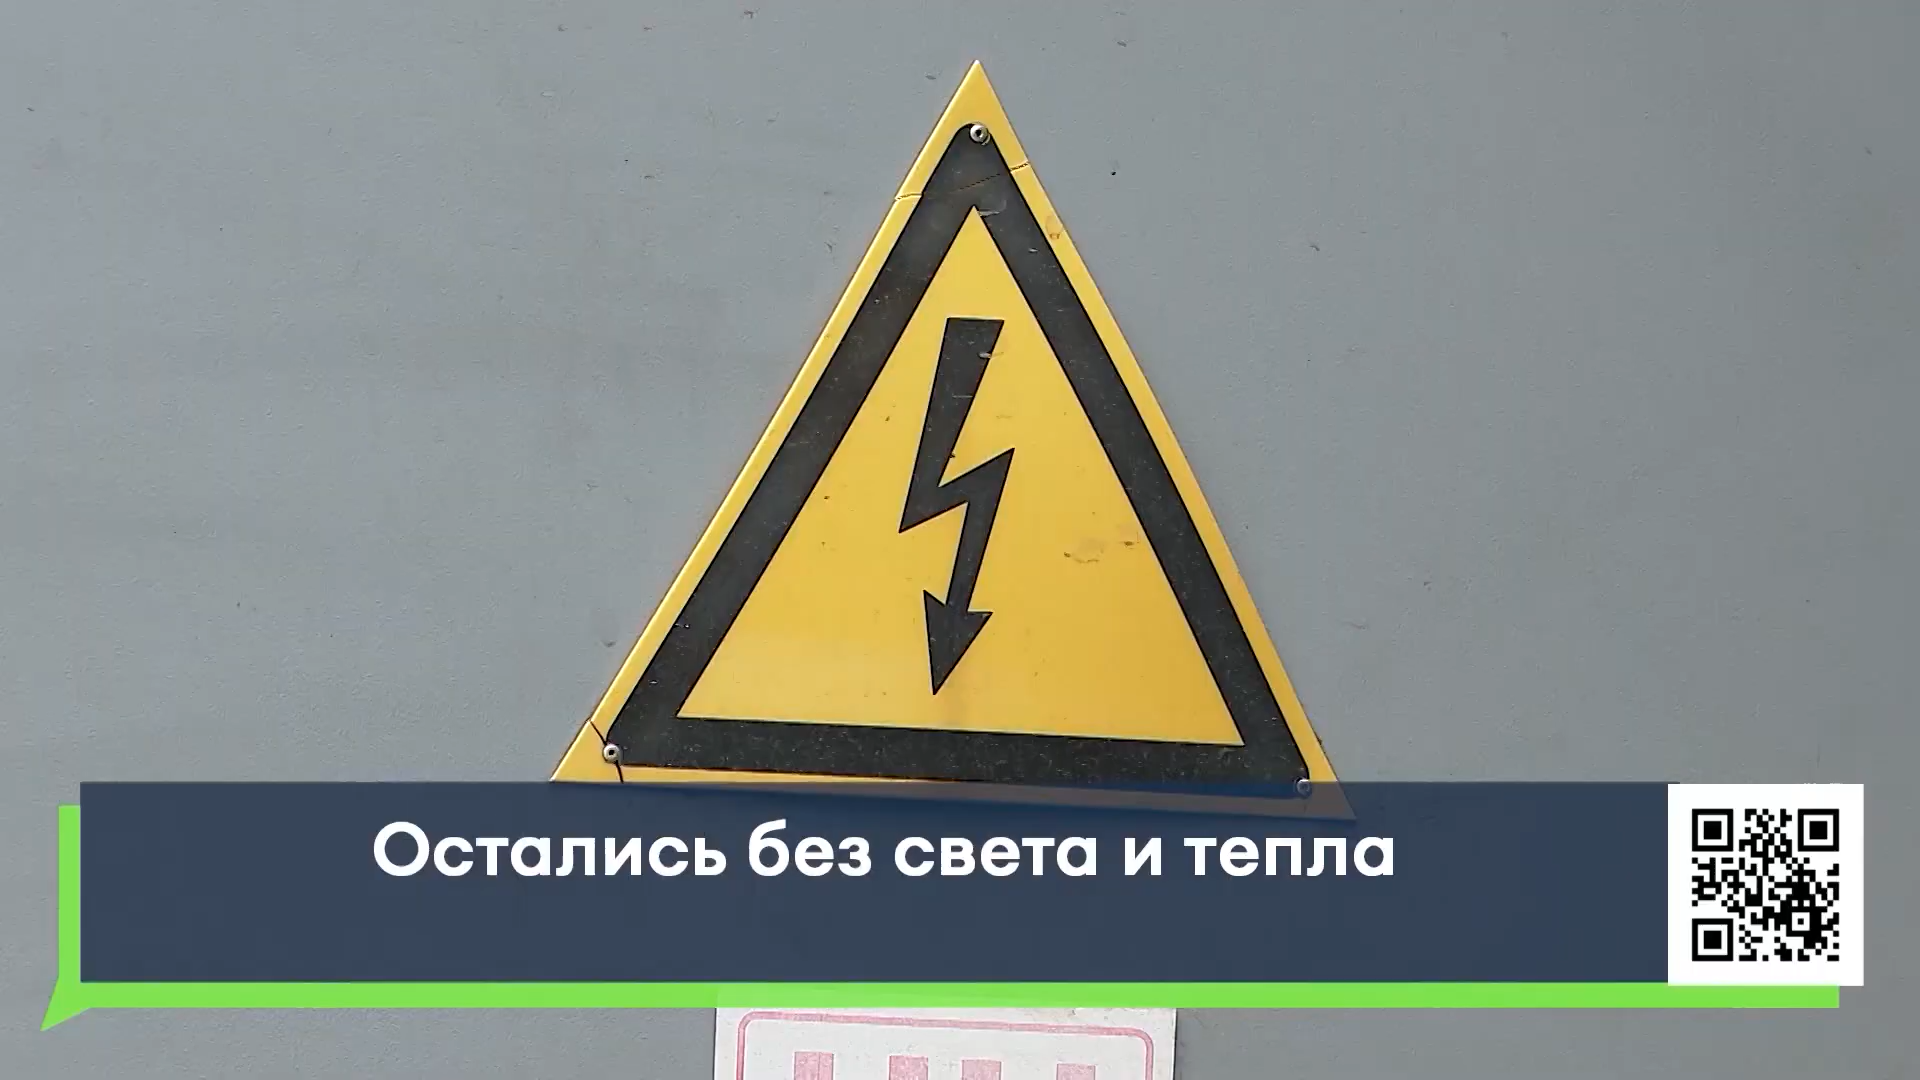 Остались без света и тепла